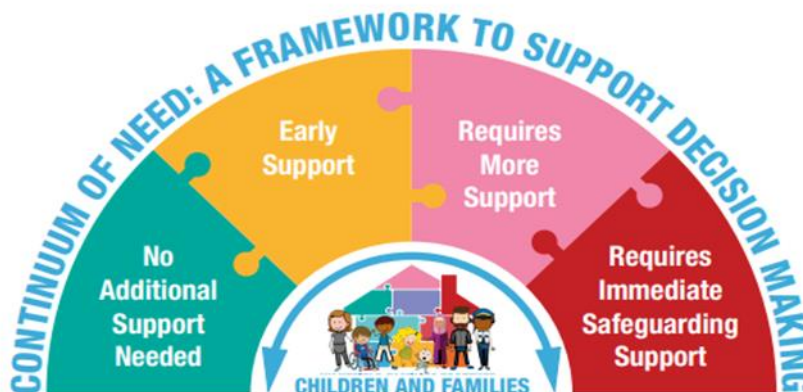 CONTINUUM OF NEED: A FRAMEWORK TO SUPPORT DECISION MAKING
No
Additional
Support
Needed
Early
Support
Requires
More
Support
Requires
Immediate
Safeguarding
Support
CHILDREN AND FAMILIES